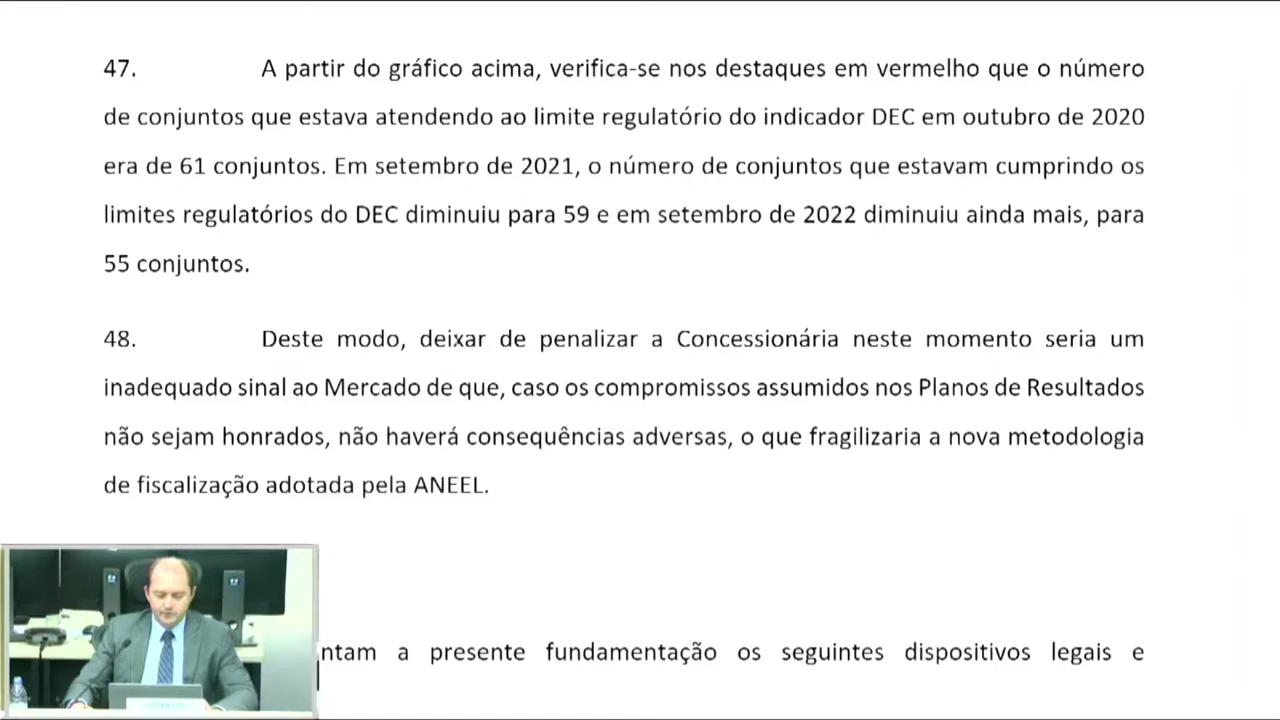 47. A partir do gráfico acima, verifica-se nos destaques em vermelho que o número
de conjuntos que estava atendendo ao limite regulatório do indicador DEC em outubro de 2020
era de 61 conjuntos. Em setembro de 2021, o número de conjuntos que estavam cumprindo os
limites regulatórios do DEC diminuiu para 59 e em setembro de 2022 diminuiu ainda mais, para
55 conjuntos.
48. Deste modo, deixar de penalizar a Concessionária neste momento seria um
inadequado sinal ao Mercado de que, caso os compromissos assumidos nos Planos de Resultados
não sejam honrados, não haverá consequências adversas, o que fragilizaria a nova metodologia
de fiscalização adotada pela ANEEL.
ntam a presente fundamentação os seguintes dispositivos legais e